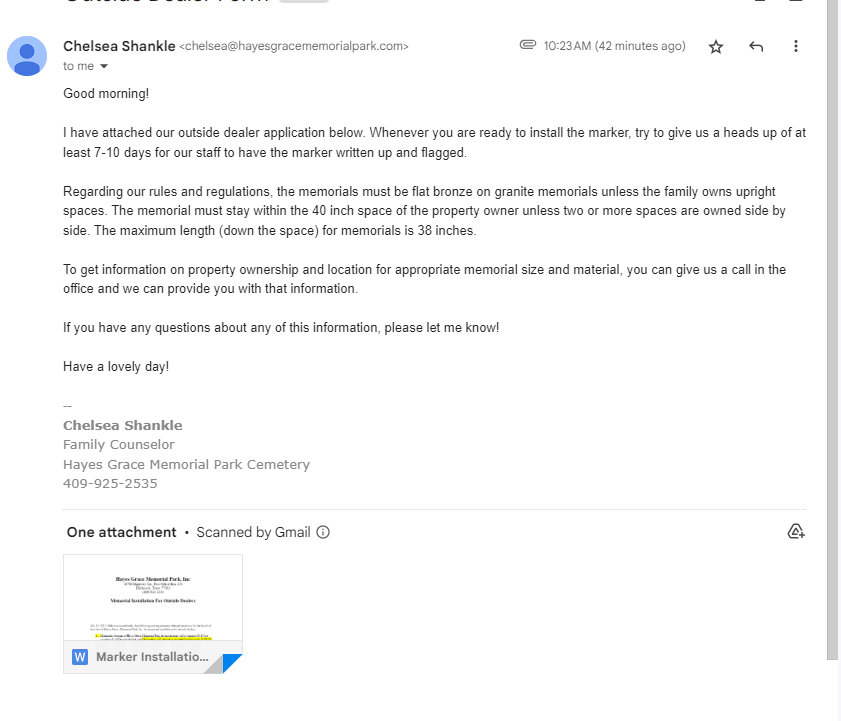 Outside Dealer Form
Chelsea Shankle <chelsea@hayesgracememorialpark.com>
10:23 AM (42 minutes ago)
to me
Good morning!
I have attached our outside dealer application below. Whenever you are ready to install the marker, try to give us a heads up of at
least 7-10 days for our staff to have the marker written up and flagged.
Regarding our rules and regulations, the memorials must be flat bronze on granite memorials unless the family owns upright
spaces. The memorial must stay within the 40 inch space of the property owner unless two or more spaces are owned side by
side. The maximum length (down the space) for memorials is 38 inches.
To get information on property ownership and location for appropriate memorial size and material, you can give us a call in the
office and we can provide you with that information.
If you have any questions about any of this information, please let me know!
Have a lovely day!
--
Chelsea Shankle
Family Counselor
Hayes Grace Memorial Park Cemetery
409-925-2535
One attachment • Scanned by Gmail
Hayes Grace Memorial Park, Inc
Memorial Installation For Outside Dealers
W Marker Installatio...